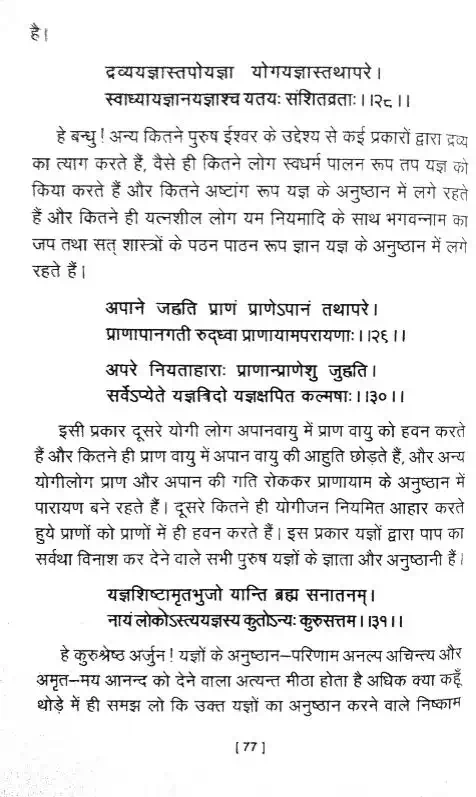 है।
द्रव्ययज्ञास्तपोयज्ञा योगयज्ञास्तथापरे।
स्वाध्यायज्ञानयज्ञाश्च यतयः संशितव्रताः।।२८।।
हे बन्धु! अन्य कितने पुरुष ईश्वर के उद्देश्य से कई प्रकारों द्वारा द्रव्य
का त्याग करते हैं, वैसे ही कितने लोग स्वधर्म पालन रूप तप यज्ञ को
किया करते हैं और कितने अष्टांग रूप यज्ञ के अनुष्ठान में लगे रहते
हैं और कितने ही यत्नशील लोग यम नियमादि के साथ भगवन्नाम का
जप तथा सत् शास्त्रों के पठन पाठन रूप ज्ञान यज्ञ के अनुष्ठान में लगे
रहते हैं।
अपाने जह्वति प्राणं प्राणेऽपानं तथापरे।
प्राणापानगती रुद्ध्वा प्राणायामपरायणाः।।२६।।
अपरे नियताहाराः प्राणान्प्राणेशु जुह्वति।
सर्वेऽप्येते यज्ञत्रिदो यज्ञक्षपित कल्मषाः।।३०।।
इसी प्रकार दूसरे योगी लोग अपानवायु में प्राण वायु को हवन करते
हैं और कितने ही प्राण वायु में अपान वायु की आहुति छोड़ते हैं, और अन्य
योगीलोग प्राण और अपान की गति रोककर प्राणायाम के अनुष्ठान में
पारायण बने रहते हैं। दूसरे कितने ही योगीजन नियमित आहार करते
हुये प्राणों को प्राणों में ही हवन करते हैं। इस प्रकार यज्ञों द्वारा पाप का
सर्वथा विनाश कर देने वाले सभी पुरुष यज्ञों के ज्ञाता और अनुष्ठानी हैं।
यज्ञशिष्टामृतभुजो यान्ति ब्रह्म सनातनम्।
नायं लोकोऽस्त्ययज्ञस्य कुतोऽन्यः कुरुसत्तम।।३१।।
हे कुरुश्रेष्ठ अर्जुन! यज्ञों के अनुष्ठान–परिणाम अनल्प अचिन्त्य और
अमृत–मय आनन्द को देने वाला अत्यन्त मीठा होता है अधिक क्या कहूँ
थोड़े में ही समझ लो कि उक्त यज्ञों का अनुष्ठान करने वाले निष्काम
[ 77 ]